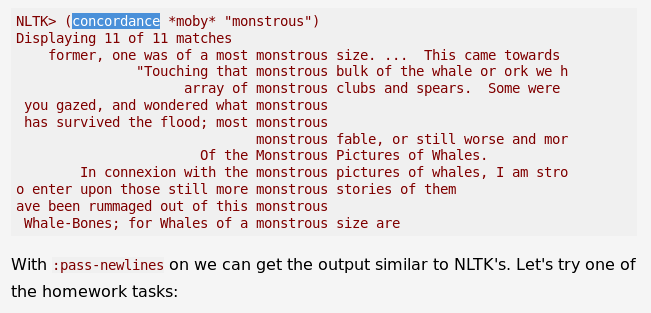 NLTK> (concordance *moby* "monstrous")
Displaying 11 of 11 matches
    former, one was of a most monstrous size. ...  This came towards
               "Touching that monstrous bulk of the whale or ork we h
                     array of monstrous clubs and spears.  Some were
 you gazed, and wondered what monstrous
 has survived the flood; most monstrous
                              monstrous fable, or still worse and mor
                       Of the Monstrous Pictures of Whales.
        In connexion with the monstrous pictures of whales, I am stro
o enter upon those still more monstrous stories of them
ave been rummaged out of this monstrous
 Whale-Bones; for Whales of a monstrous size are
With :pass-newlines on we can get the output similar to NLTK's. Let's try one of
the homework tasks: